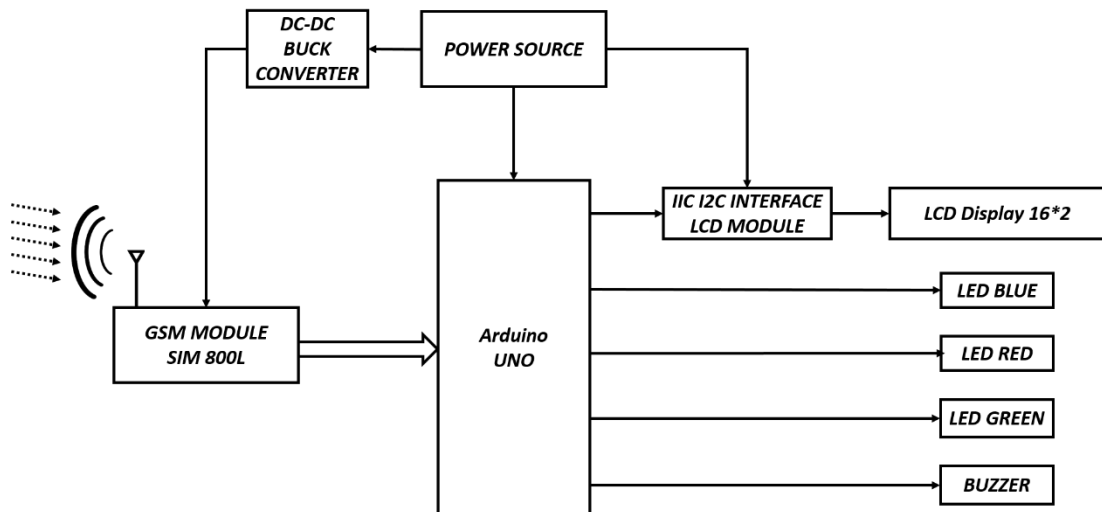 DC-DC
BUCK
CONVERTER
POWER SOURCE
IIC I2C INTERFACE
LCD MODULE
LCD Display 16*2
GSM MODULE
SIM 800L
Arduino
UNO
LED BLUE
LED RED
LED GREEN
BUZZER